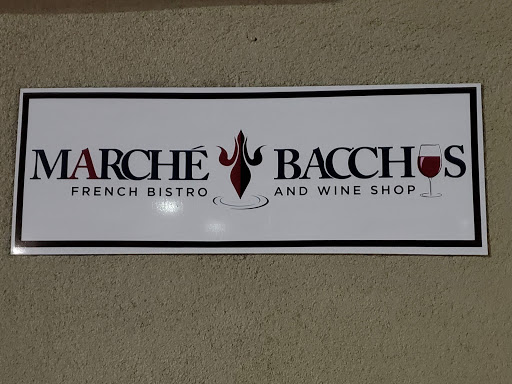 MARCHÉ BACCHUS
FRENCH BISTRO AND WINE SHOP